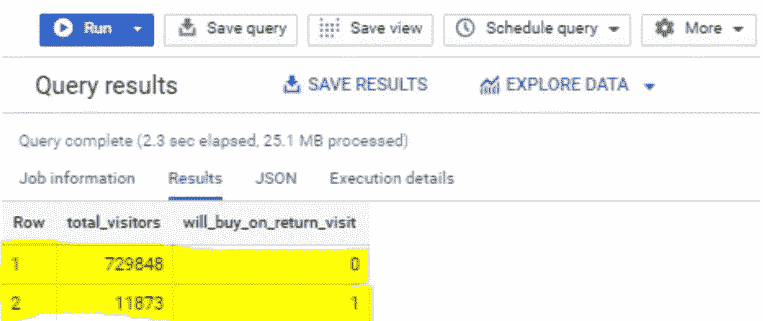 Run Save query Save view Schedule query More
Query results SAVE RESULTS EXPLORE DATA
Query complete (2.3 sec elapsed, 25.1 MB processed)
Job information Results JSON Execution details
Row total_visitors will_buy_on_return_visit
1 729848 0
2 11873 1